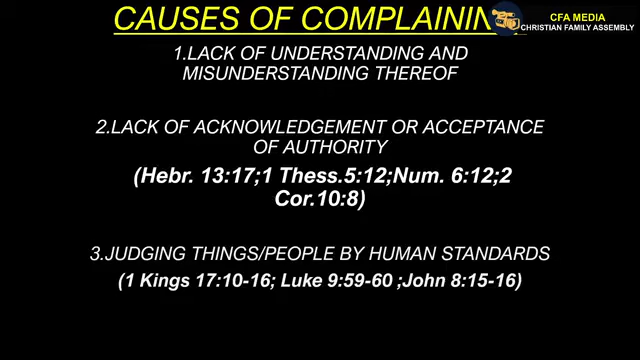 CAUSES OF COMPLAININ
CFA MEDIA
CHRISTIAN FAMILY ASSEMBLY
1.LACK OF UNDERSTANDING AND
MISUNDERSTANDING THEREOF
2.LACK OF ACKNOWLEDGEMENT OR ACCEPTANCE
OF AUTHORITY
(Hebr. 13:17;1 Thess.5:12;Num. 6:12;2
Cor.10:8)
3.JUDGING THINGS/PEOPLE BY HUMAN STANDARDS
(1 Kings 17:10-16; Luke 9:59-60 ;John 8:15-16)